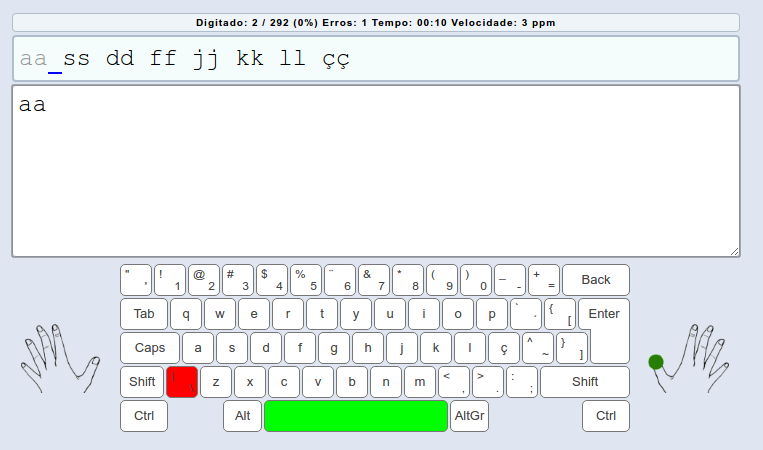 Digitado: 2 / 292 (0%) Erros: 1 Tempo: 00:10 Velocidade: 3 ppm
aa ss dd ff jj kk ll çç
aa
" ' ! 1 @ 2 # 3 $ 4 % 5 ¨ 6 & 7 * 8 ( 9 ) 0 _ - + = Back
Tab q w e r t y u i o p ` ´ { [ Enter
Caps a s d f g h j k l ç ^ ~ } ]
Shift | \ z x c v b n m < , > . : ; Shift
Ctrl Alt AltGr Ctrl